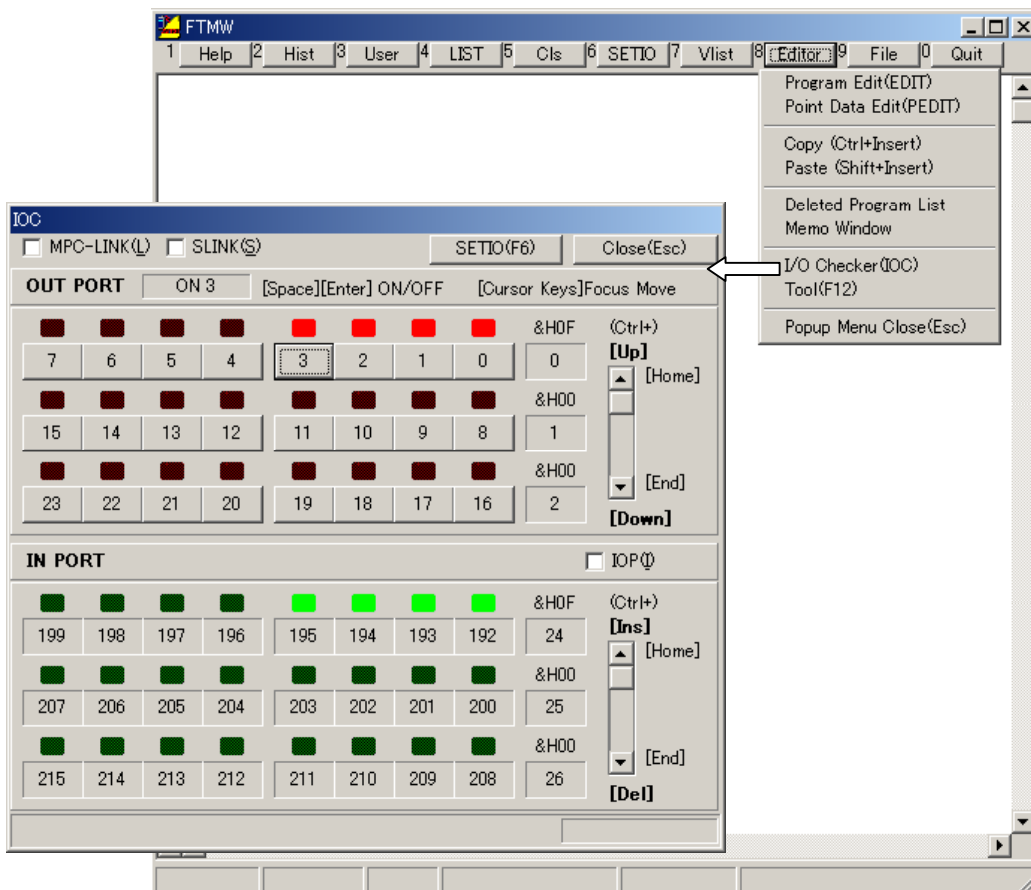 FTMW
1 Help 2 Hist 3 User 4 LIST 5 Cls 6 SETIO 7 Vlist 8 Editor 9 File 0 Quit
Program Edit(EDIT)
Point Data Edit(PEDIT)
Copy (Ctrl+Insert)
Paste (Shift+Insert)
Deleted Program List
Memo Window
I/O Checker(IOC)
Tool(F12)
Popup Menu Close(Esc)
IOC
MPC-LINK(L) SLINK(S) SETIO(F6) Close(Esc)
OUT PORT ON 3 [Space][Enter] ON/OFF [Cursor Keys]Focus Move
&H0F (Ctrl+)
7 6 5 4 3 2 1 0 0 [Up]
[Home]
&H00
15 14 13 12 11 10 9 8 1
&H00
[End]
23 22 21 20 19 18 17 16 2
[Down]
IN PORT IOP(I)
&H0F (Ctrl+)
199 198 197 196 195 194 193 192 24 [Ins]
[Home]
&H00
207 206 205 204 203 202 201 200 25
&H00
[End]
215 214 213 212 211 210 209 208 26
[Del]